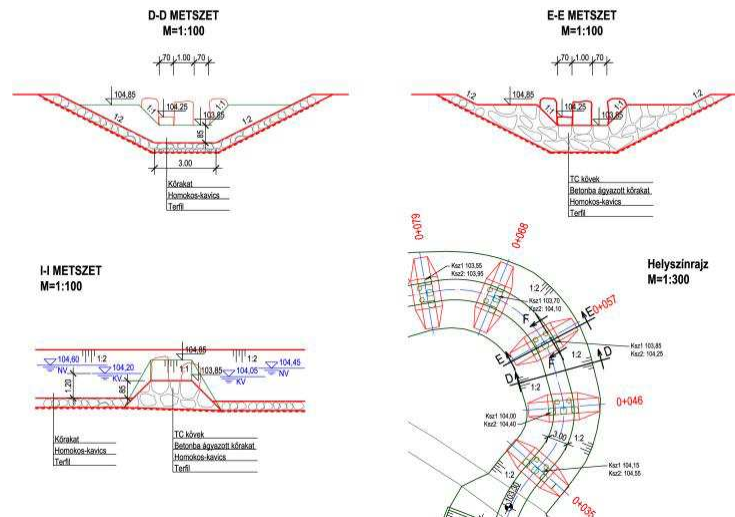 D-D METSZET
M=1:100
70 1.00 70
104,85
1:1
104,25
1:1
103,85
1:2
1:2
.85
3.00
Kőrakat
Homokos-kavics
Terfil
E-E METSZET
M=1:100
70 1.00 70
1:2
104,85
1:1
104,25
1:1
103,85
1:2
TC kövek
Betonba ágyazott kőrakat
Homokos-kavics
Terfil
I-I METSZET
M=1:100
104,85
1:2
1:2
104,60
NV
104,20
KV
1:1
103,85
104,05
KV
104,45
NV
1.20
.85
Kőrakat
Homokos-kavics
Terfil
TC kövek
Betonba ágyazott kőrakat
Homokos-kavics
Terfil
Helyszínrajz
M=1:300
0+079
0+068
Ksz1 103,55
Ksz2: 103,95
Ksz1 103,70
Ksz2: 104,10
0+057
F
E
Ksz1 103,85
Ksz2: 104,25
E
F
1:2
D
D
1:2
0+046
Ksz1 104,00
Ksz2: 104,40
3,00
1:2
1:2
Ksz1 104,15
Ksz2: 104,55
103,30
0+035